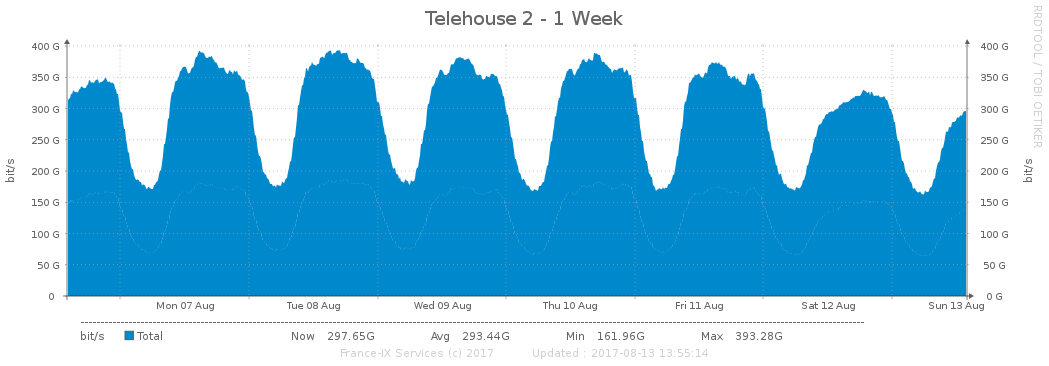 Telehouse 2 - 1 Week
RRDTOOL / TOBI OETIKER
bit/s
400 G 400 G
350 G 350 G
300 G 300 G
250 G 250 G
200 G 200 G
150 G 150 G
100 G 100 G
50 G 50 G
0 0 G
bit/s
Mon 07 Aug Tue 08 Aug Wed 09 Aug Thu 10 Aug Fri 11 Aug Sat 12 Aug Sun 13 Aug
bit/s Total Now 297.65G Avg 293.44G Min 161.96G Max 393.28G
France-IX Services (c) 2017 Updated : 2017-08-13 13:55:14